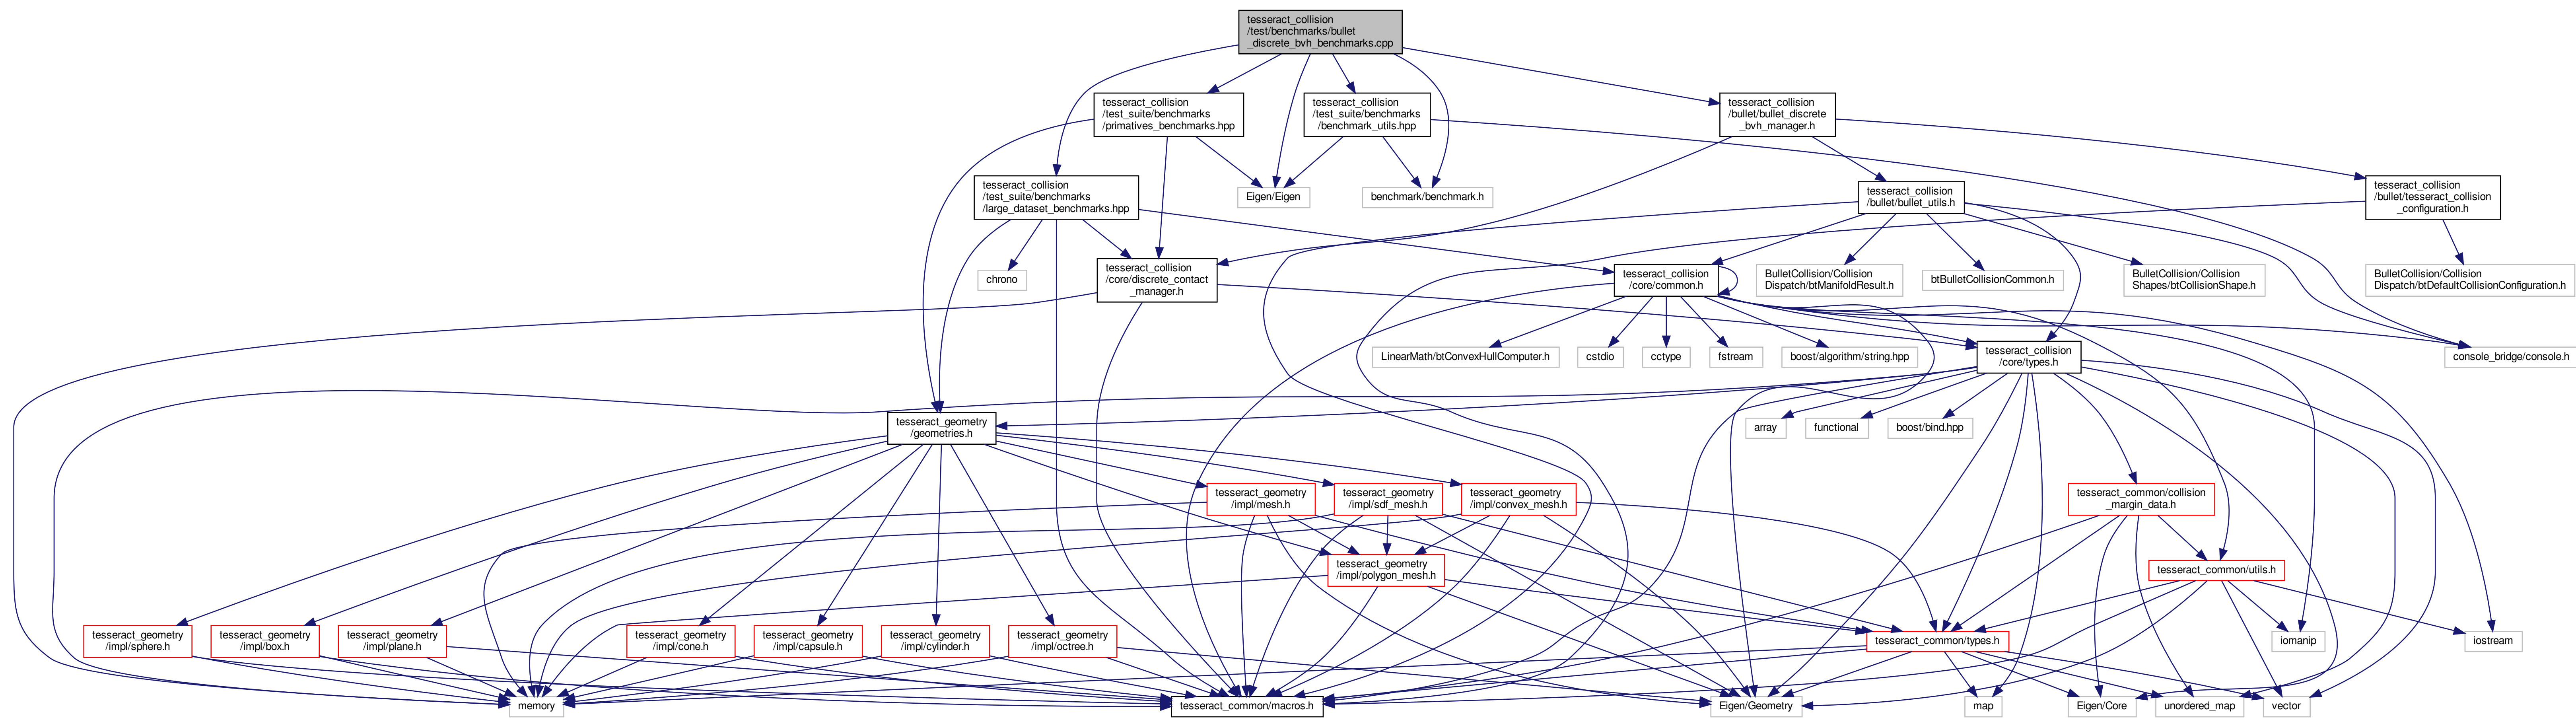 tesseract_collision
/test/benchmarks/bullet
_discrete_bvh_benchmarks.cpp
tesseract_collision
/test_suite/benchmarks
/primatives_benchmarks.hpp
tesseract_collision
/test_suite/benchmarks
/benchmark_utils.hpp
tesseract_collision
/bullet/bullet_discrete
_bvh_manager.h
tesseract_collision
/test_suite/benchmarks
/large_dataset_benchmarks.hpp
Eigen/Eigen
benchmark/benchmark.h
tesseract_collision
/bullet/bullet_utils.h
tesseract_collision
/bullet/tesseract_collision
_configuration.h
chrono
tesseract_collision
/core/discrete_contact
_manager.h
tesseract_collision
/core/common.h
BulletCollision/Collision
Dispatch/btManifoldResult.h
btBulletCollisionCommon.h
BulletCollision/Collision
Shapes/btCollisionShape.h
BulletCollision/Collision
Dispatch/btDefaultCollisionConfiguration.h
LinearMath/btConvexHullComputer.h
cstdio
cctype
fstream
boost/algorithm/string.hpp
tesseract_collision
/core/types.h
console_bridge/console.h
tesseract_geometry
/geometries.h
array
functional
boost/bind.hpp
tesseract_geometry
/impl/mesh.h
tesseract_geometry
/impl/sdf_mesh.h
tesseract_geometry
/impl/convex_mesh.h
tesseract_common/collision
_margin_data.h
tesseract_geometry
/impl/polygon_mesh.h
tesseract_common/utils.h
tesseract_geometry
/impl/sphere.h
tesseract_geometry
/impl/box.h
tesseract_geometry
/impl/plane.h
tesseract_geometry
/impl/cone.h
tesseract_geometry
/impl/capsule.h
tesseract_geometry
/impl/cylinder.h
tesseract_geometry
/impl/octree.h
tesseract_common/types.h
iomanip
iostream
memory
tesseract_common/macros.h
Eigen/Geometry
map
Eigen/Core
unordered_map
vector